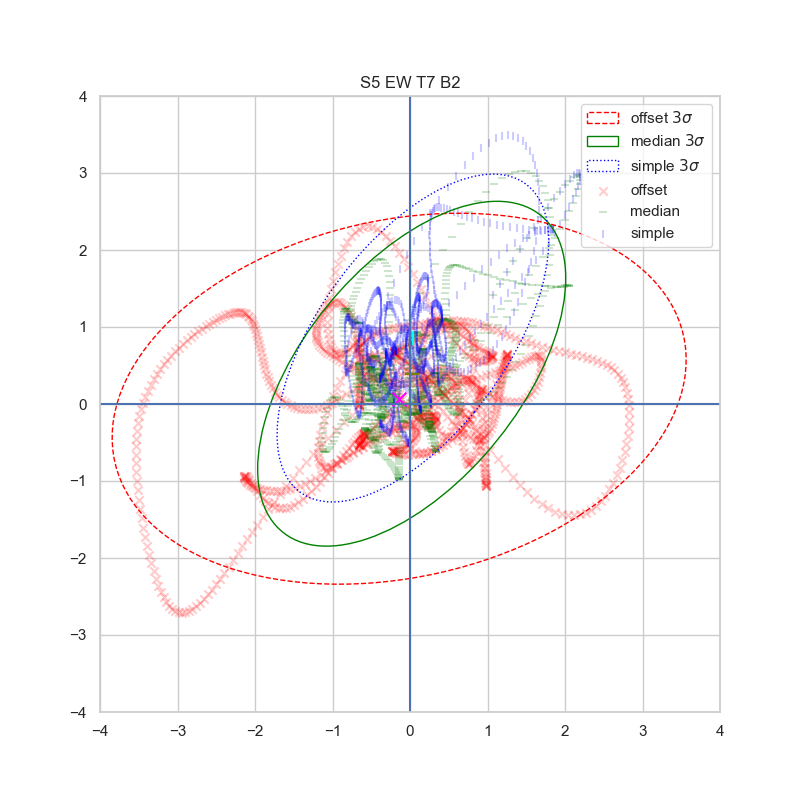 S5 EW T7 B2
4
3
2
1
0
−1
−2
−3
−4
−4
−3
−2
−1
0
1
2
3
4
offset 3σ
median 3σ
simple 3σ
offset
median
simple